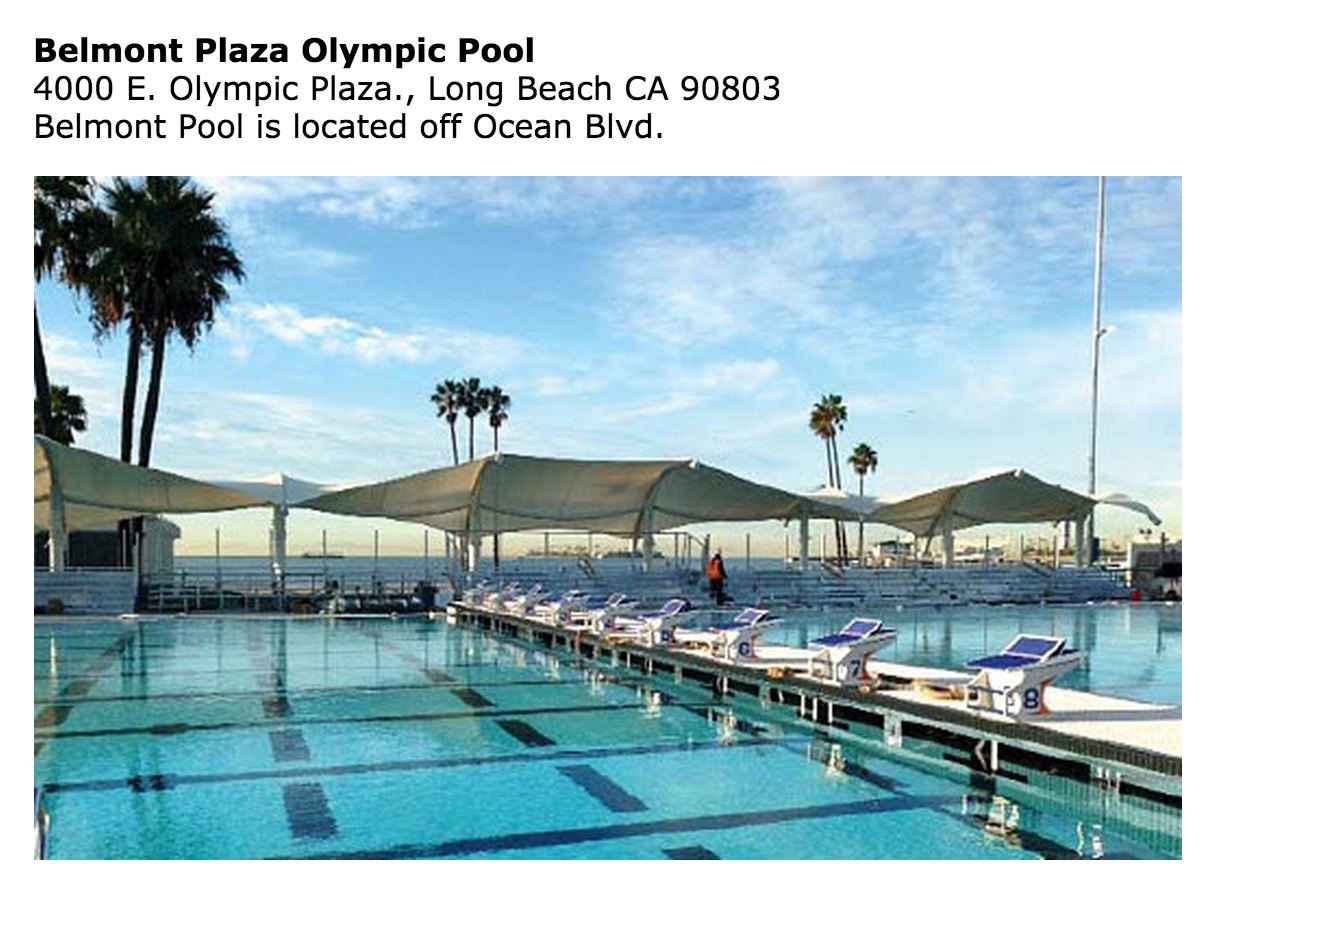 Belmont Plaza Olympic Pool
4000 E. Olympic Plaza., Long Beach CA 90803
Belmont Pool is located off Ocean Blvd.
6
7
8